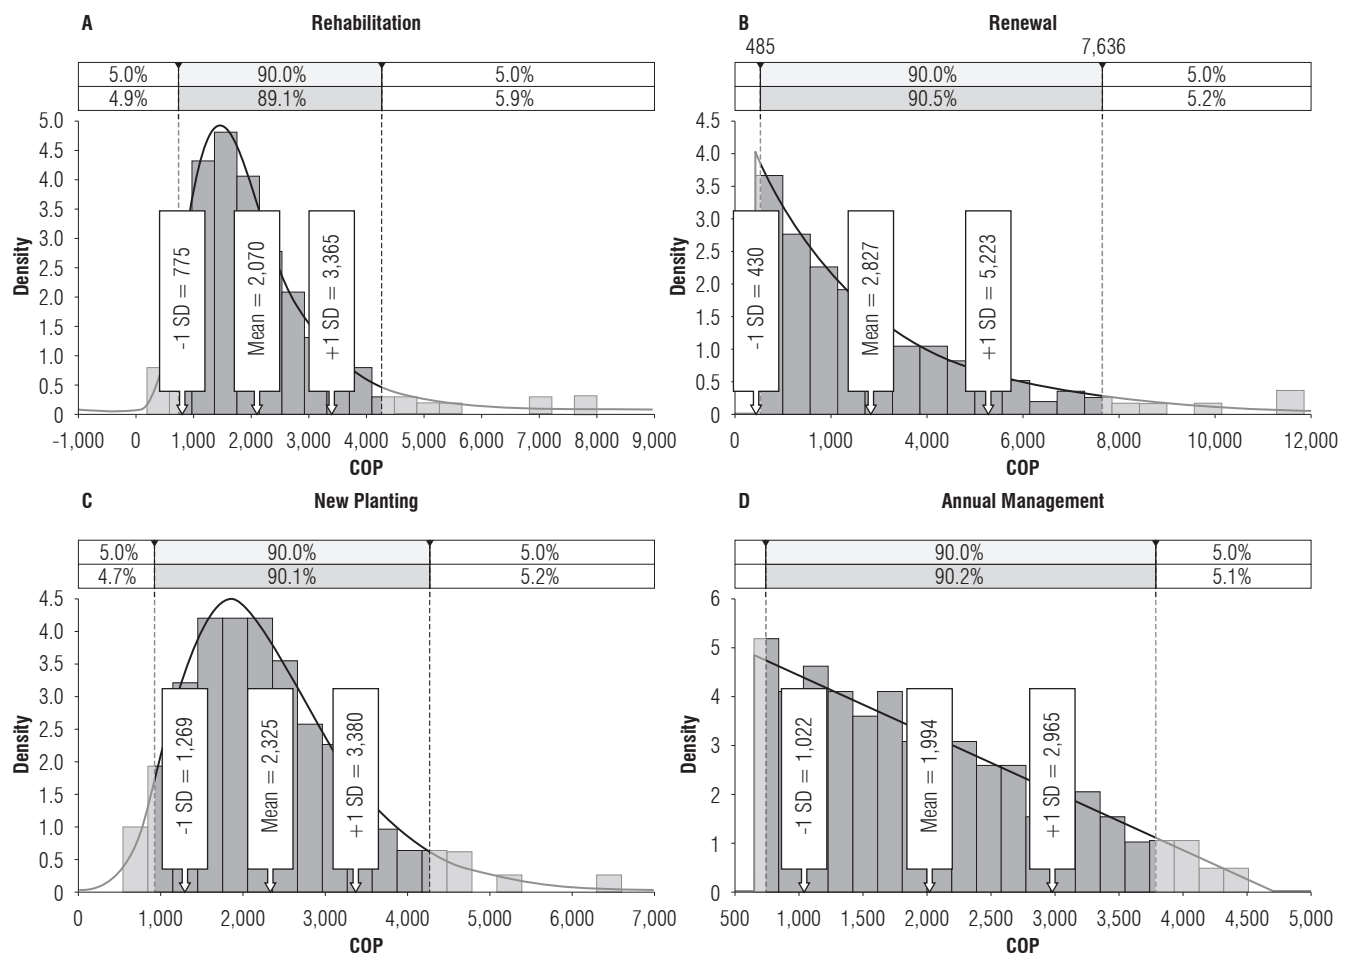 A Rehabilitation
5.0% 90.0% 5.0%
4.9% 89.1% 5.9%
5.0
4.5
4.0
3.5
3.0
2.5
2.0
1.5
1.0
0.5
0
Density
-1 SD = 775
Mean = 2,070
+1 SD = 3,365
-1,000 0 1,000 2,000 3,000 4,000 5,000 6,000 7,000 8,000 9,000
COP
B Renewal
485 7,636
90.0% 5.0%
90.5% 5.2%
4.5
4.0
3.5
3.0
2.5
2.0
1.5
1.0
0.5
0
Density
-1 SD = 430
Mean = 2,827
+1 SD = 5,223
0 1,000 4,000 6,000 8,000 10,000 12,000
COP
C New Planting
5.0% 90.0% 5.0%
4.7% 90.1% 5.2%
4.5
4.0
3.5
3.0
2.5
2.0
1.5
1.0
0.5
0
Density
-1 SD = 1,269
Mean = 2,325
+1 SD = 3,380
0 1,000 2,000 3,000 4,000 5,000 6,000 7,000
COP
D Annual Management
90.0% 5.0%
90.2% 5.1%
6
5
4
3
2
1
0
Density
-1 SD = 1,022
Mean = 1,994
+1 SD = 2,965
500 1,000 1,500 2,000 2,500 3,000 3,500 4,000 4,500 5,000
COP